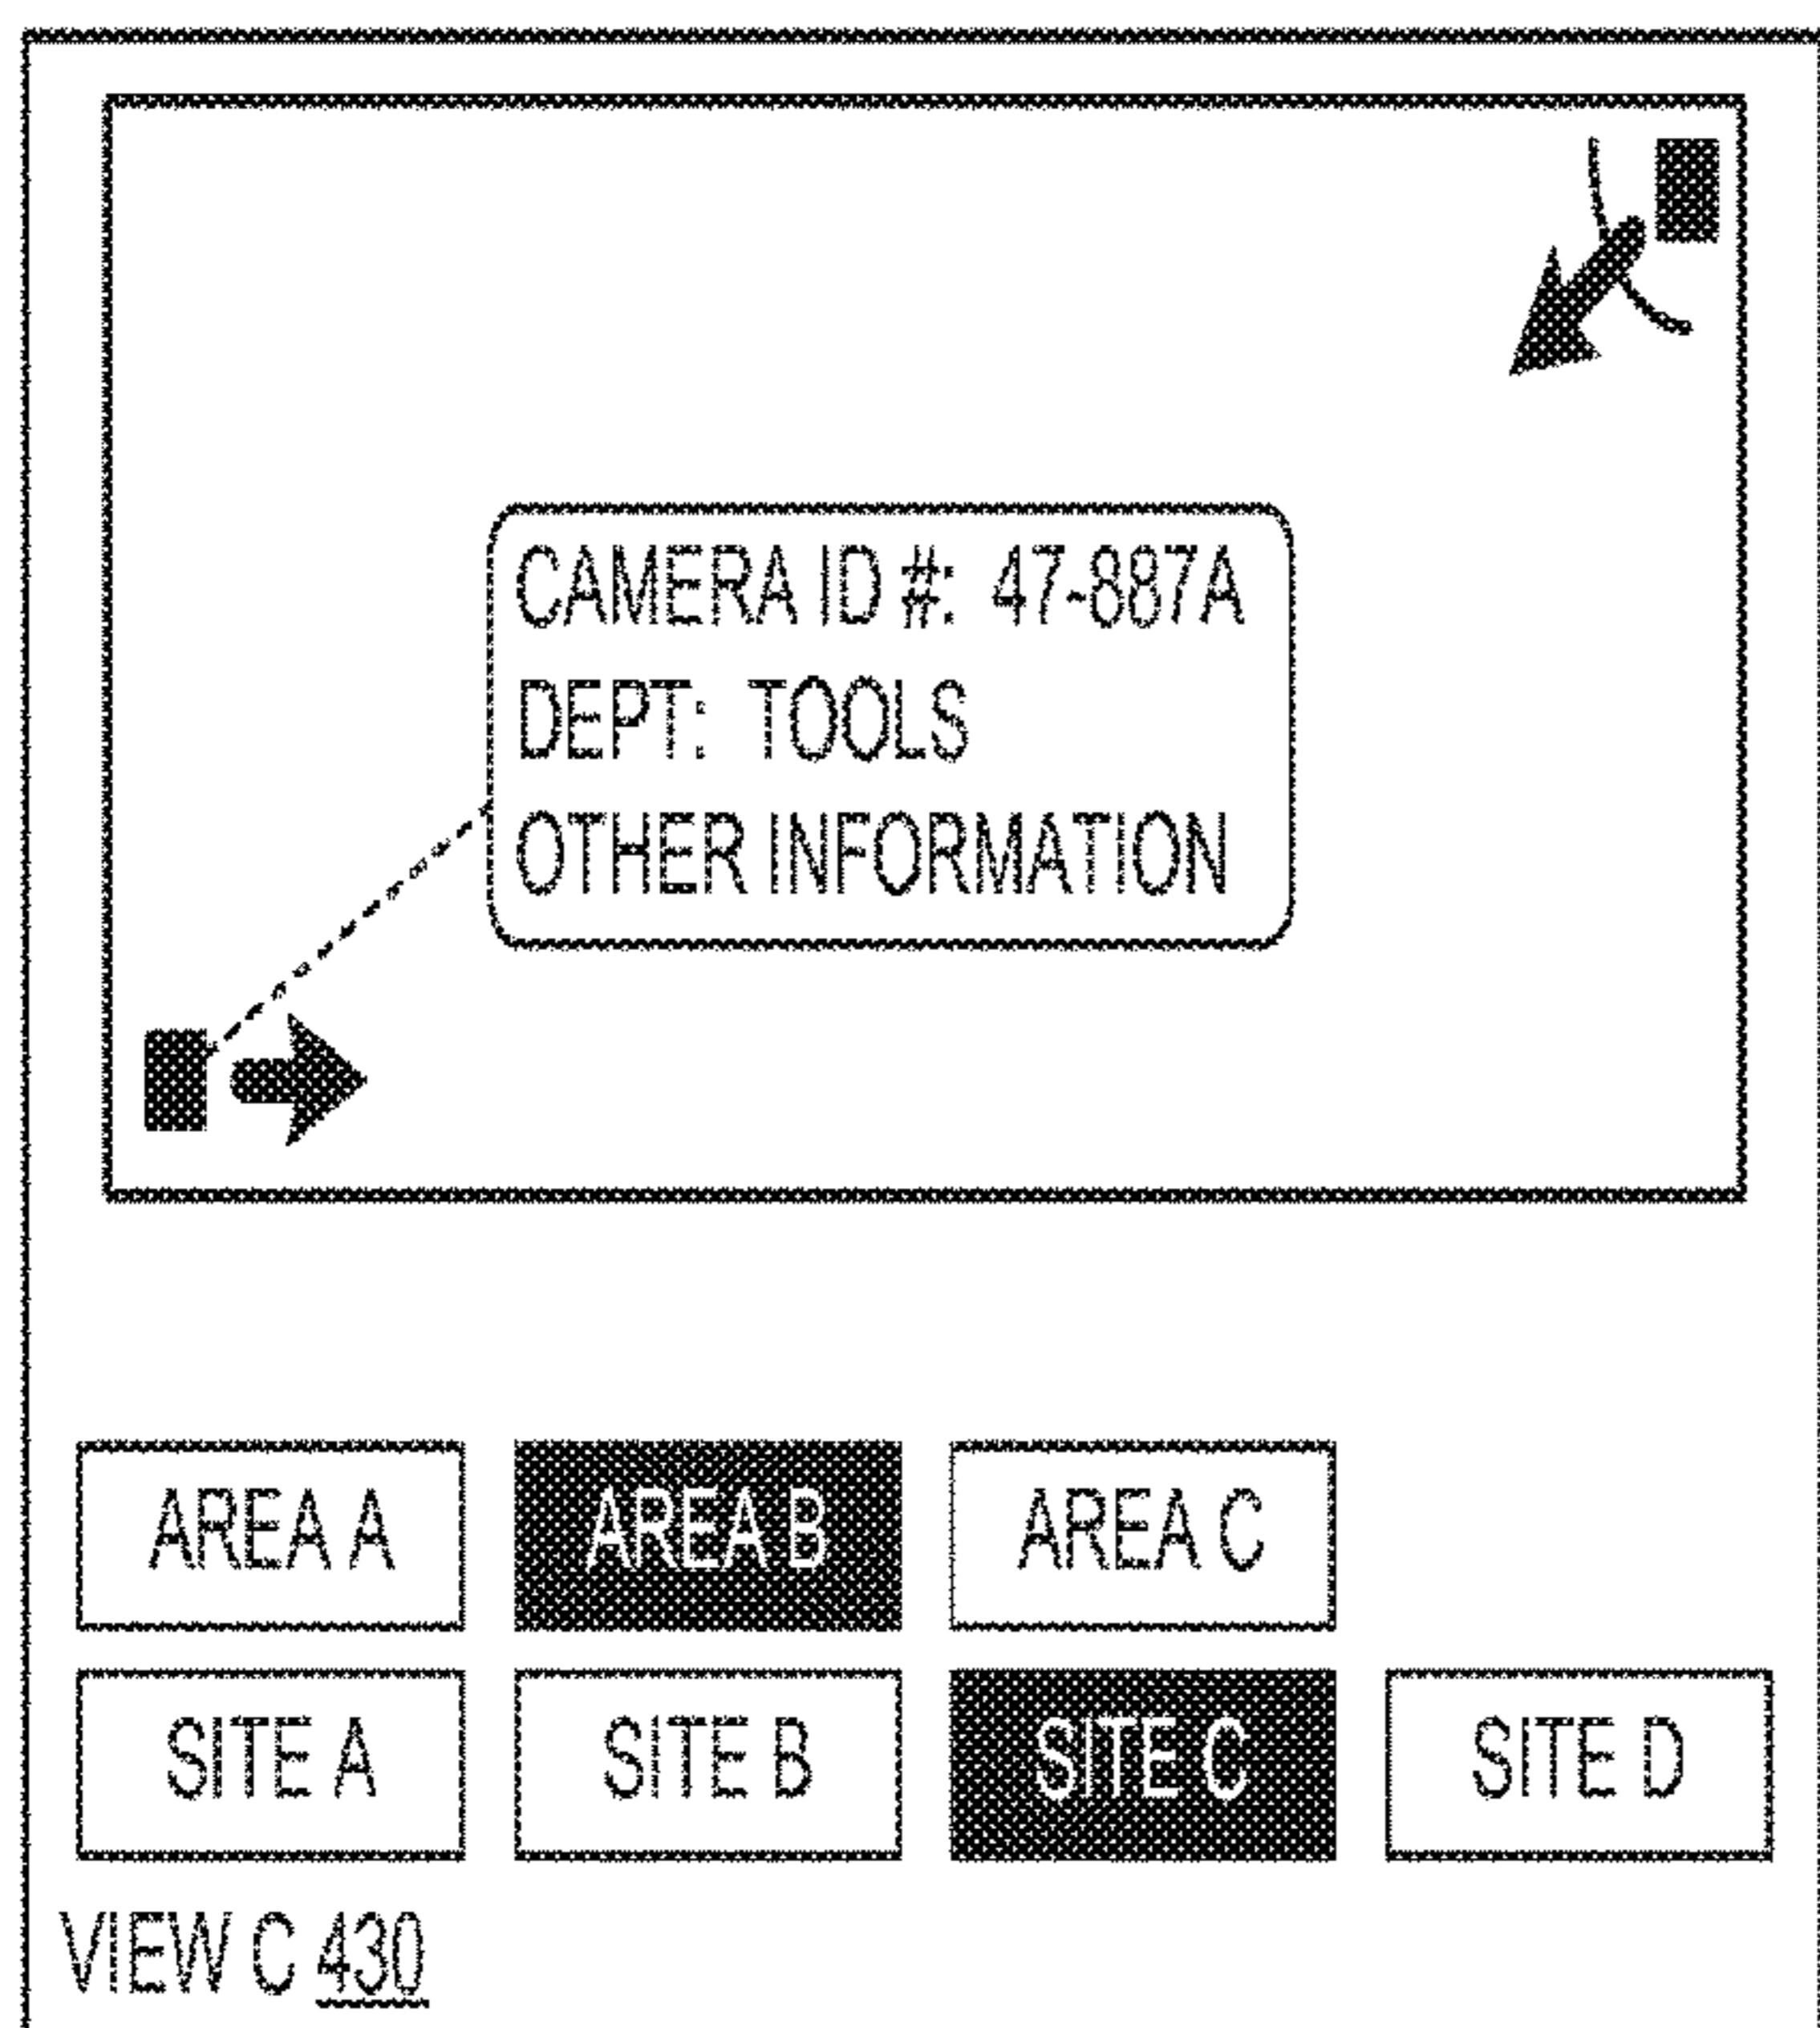 CAMERA ID #: 47-887A
DEPT: TOOLS
OTHER INFORMATION
AREA A AREA B AREA C
SITE A SITE B SITE C SITE D
VIEW C 430